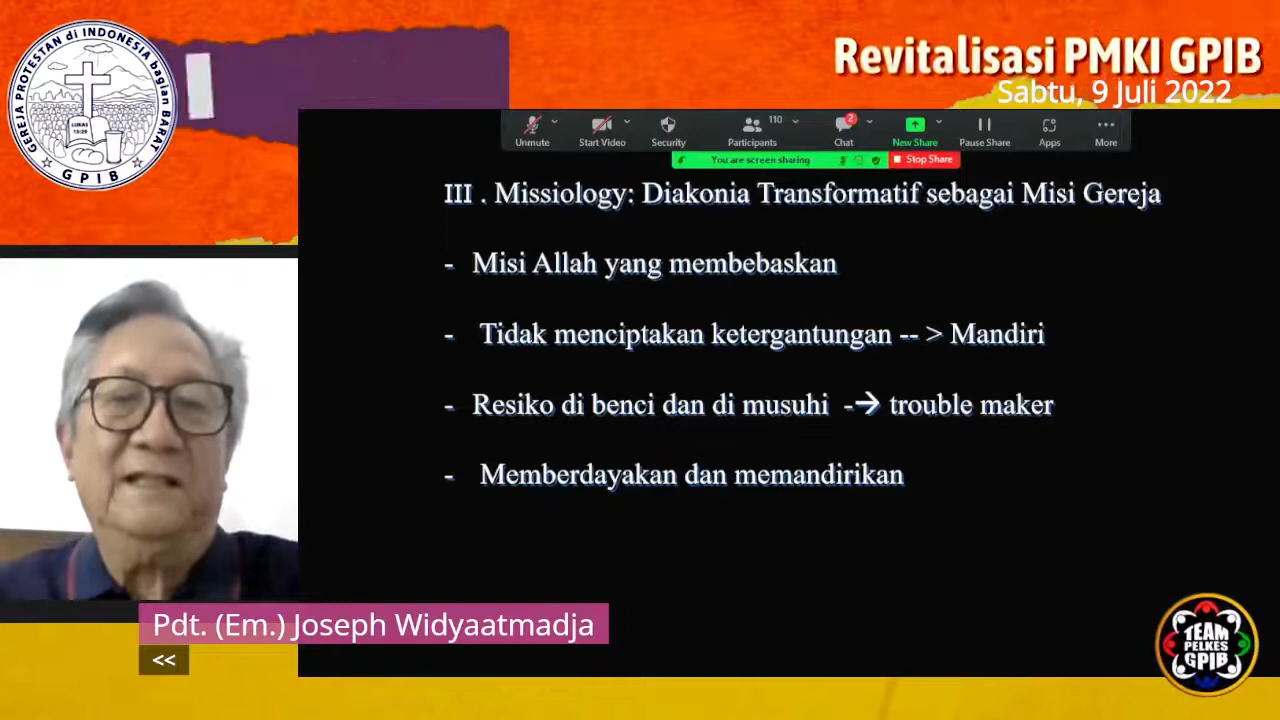 GEREJA PROTESTAN di INDONESIA bagian BARAT
LUKAS
13:29
GPIB
Revitalisasi PMKI GPIB
Sabtu, 9 Juli 2022
Unmute
Start Video
Security
Participants
110
Chat
2
New Share
Pause Share
Apps
More
You are screen sharing
Stop Share
III . Missiology: Diakonia Transformatif sebagai Misi Gereja
- Misi Allah yang membebaskan
- Tidak menciptakan ketergantungan -- > Mandiri
- Resiko di benci dan di musuhi -→ trouble maker
- Memberdayakan dan memandirikan
Pdt. (Em.) Joseph Widyaatmadja
<<
TEAM
PELKES
GPIB